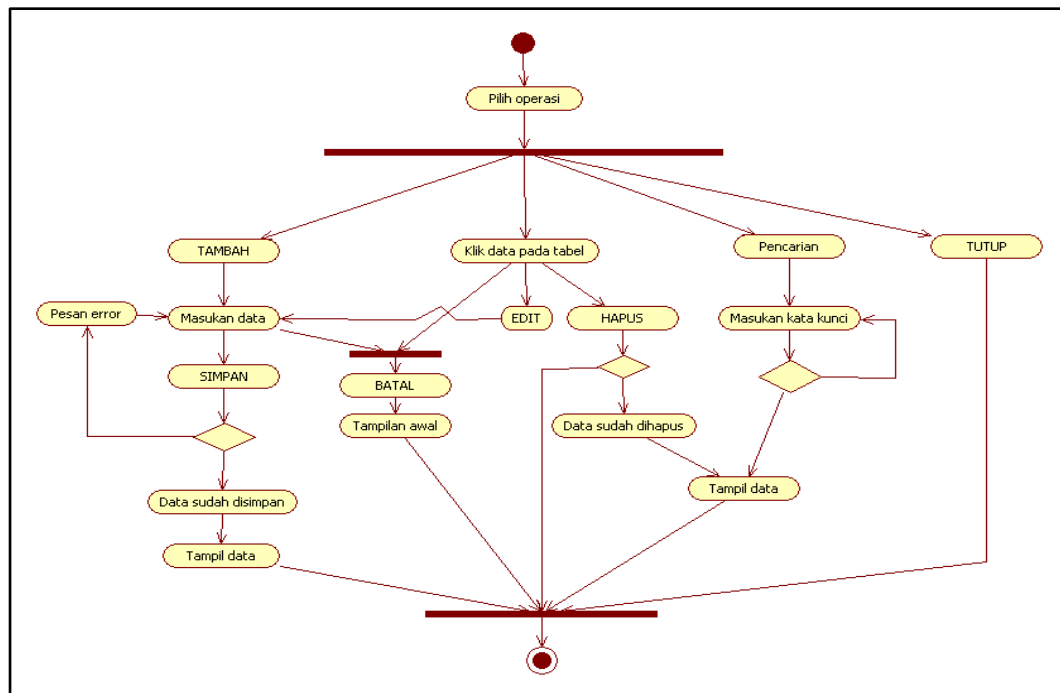 Pilih operasi
TAMBAH
Klik data pada tabel
Pencarian
TUTUP
Pesan error
Masukan data
EDIT
HAPUS
Masukan kata kunci
SIMPAN
BATAL
Tampilan awal
Data sudah dihapus
Data sudah disimpan
Tampil data
Tampil data